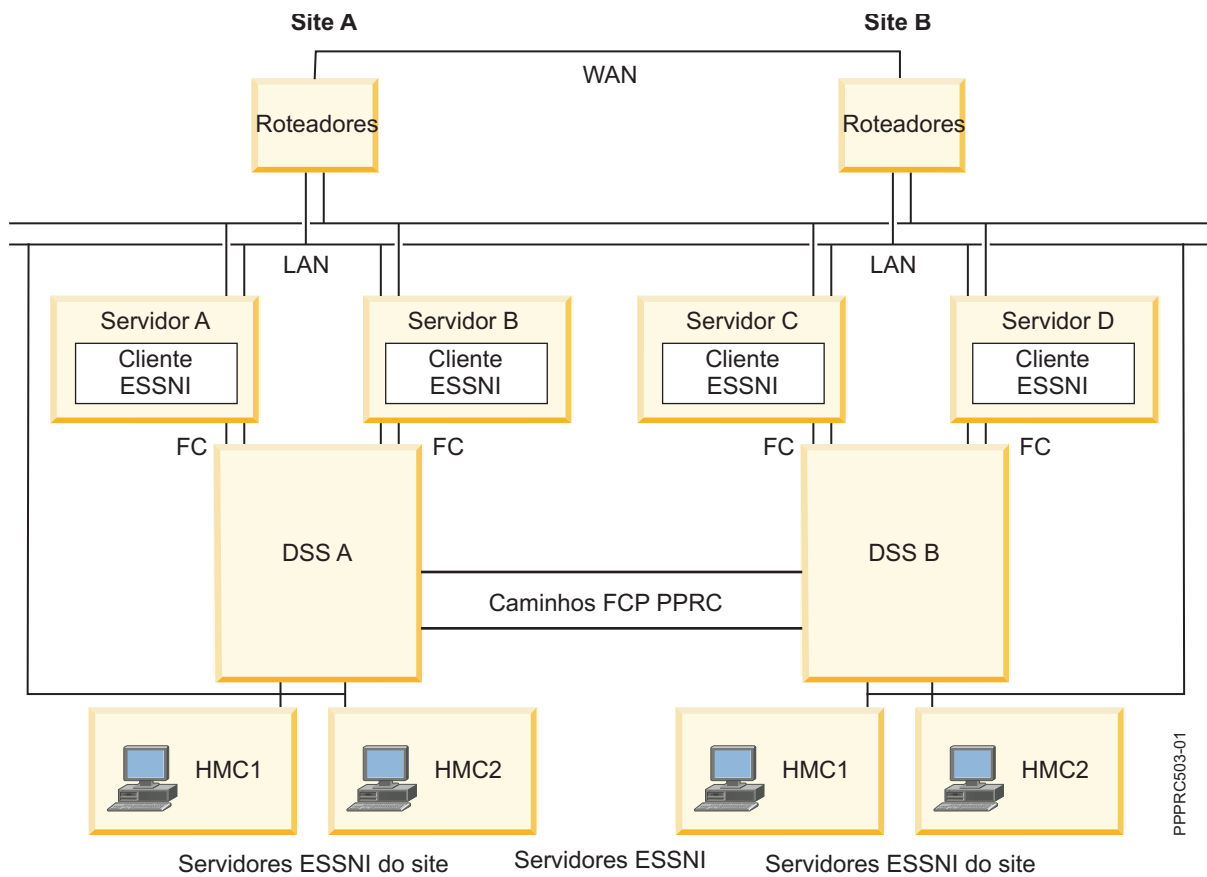 Site A
Site B
WAN
Roteadores
Roteadores
LAN
LAN
Servidor A
Cliente
ESSNI
Servidor B
Cliente
ESSNI
Servidor C
Cliente
ESSNI
Servidor D
Cliente
ESSNI
FC
FC
FC
FC
DSS A
DSS B
Caminhos FCP PPRC
HMC1
HMC2
HMC1
HMC2
PPPRC503-01
Servidores ESSNI do site
Servidores ESSNI
Servidores ESSNI do site